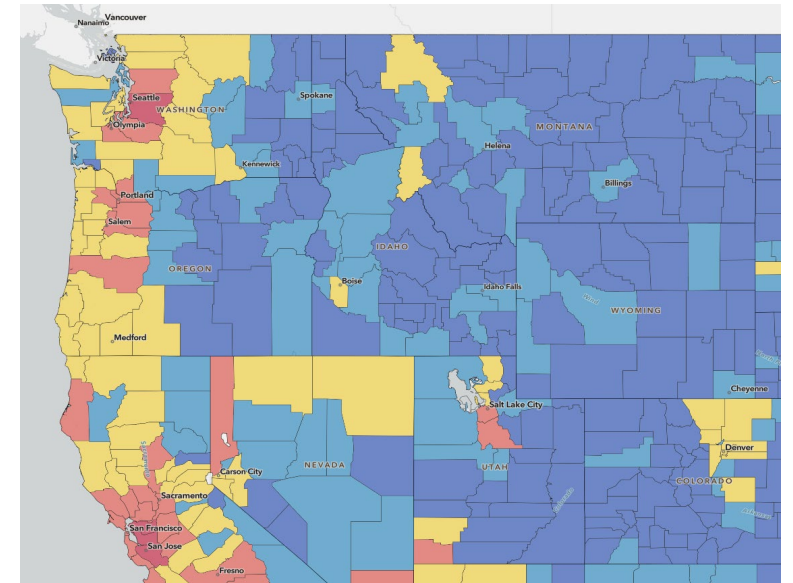 Vancouver
Nanaimo
Victoria
Seattle
WASHINGTON
Spokane
Olympia
MONTANA
Helena
Kennewick
Billings
Portland
Salem
IDAHO
OREGON
Boise
Idaho Falls
WYOMING
Medford
Cheyenne
Salt Lake City
Denver
Carson City
NEVADA
UTAH
COLORADO
Sacramento
San Francisco
San Jose
Fresno